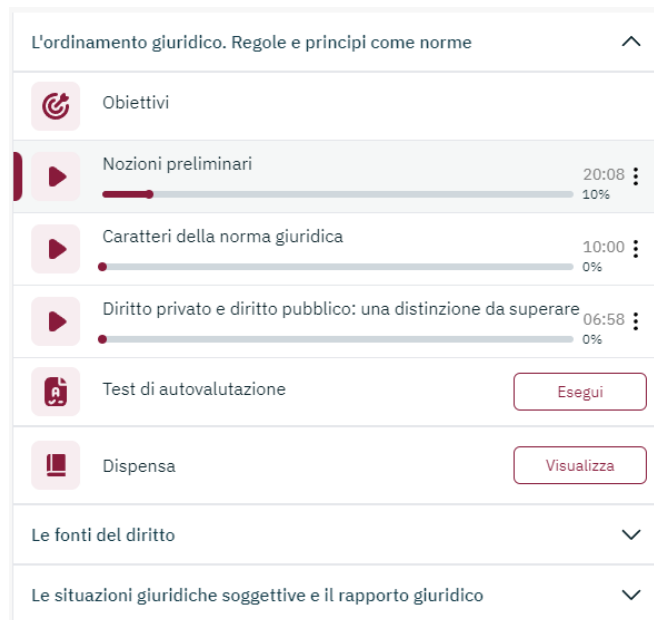 L'ordinamento giuridico. Regole e principi come norme
Obiettivi
Nozioni preliminari
20:08
10%
Caratteri della norma giuridica
10:00
0%
Diritto privato e diritto pubblico: una distinzione da superare
06:58
0%
Test di autovalutazione
Esegui
Dispensa
Visualizza
Le fonti del diritto
Le situazioni giuridiche soggettive e il rapporto giuridico